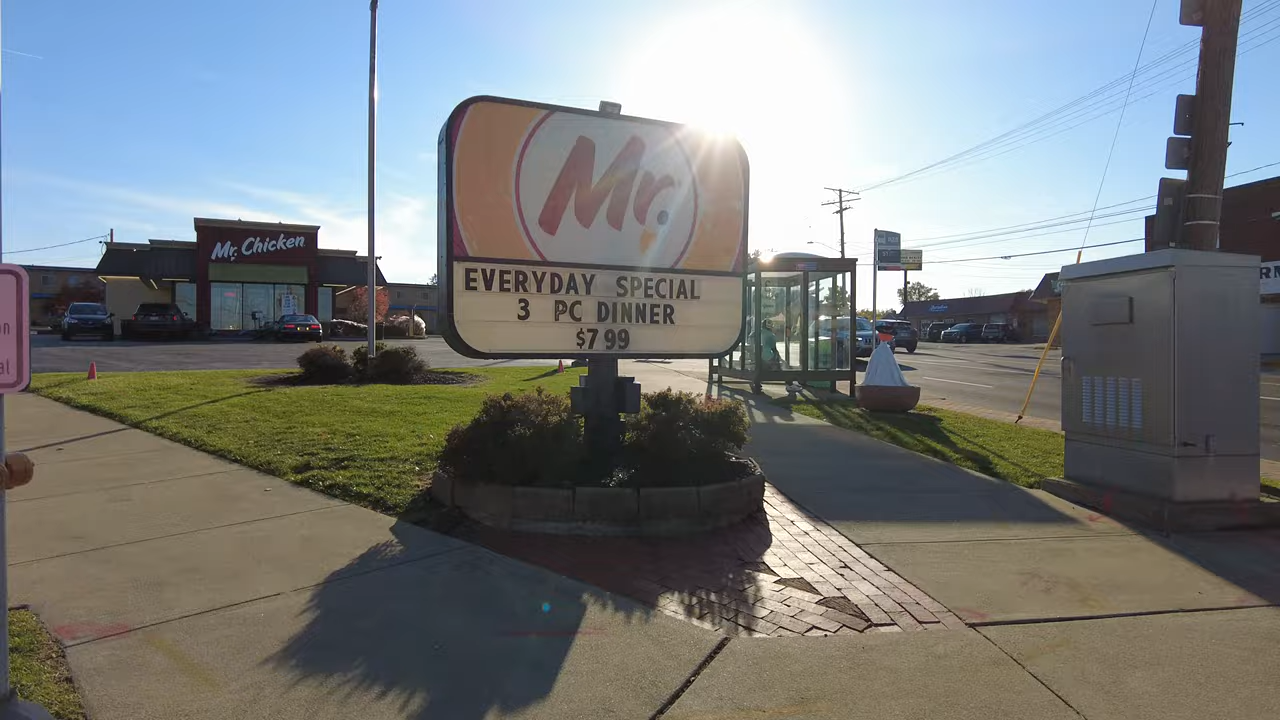 Mr. Chicken
Mr.
EVERYDAY SPECIAL
3 PC DINNER
$7 99